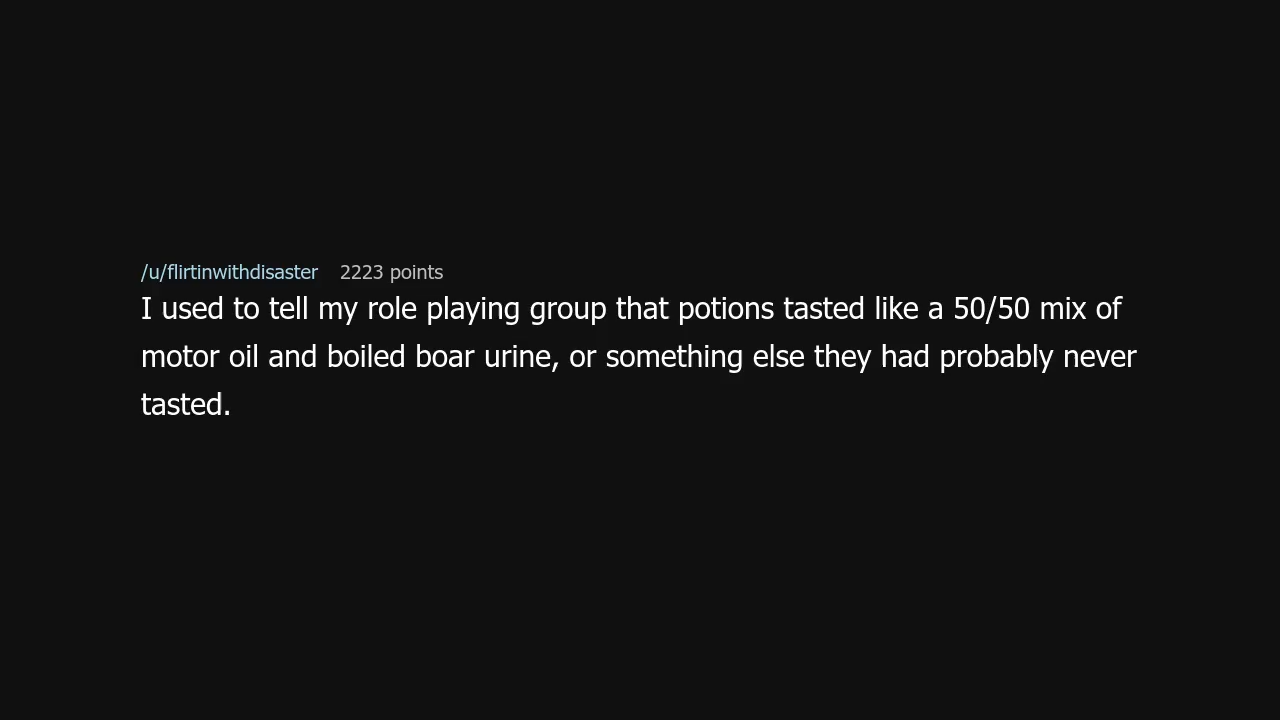 /u/flirtinwithdisaster 2223 points
I used to tell my role playing group that potions tasted like a 50/50 mix of
motor oil and boiled boar urine, or something else they had probably never
tasted.